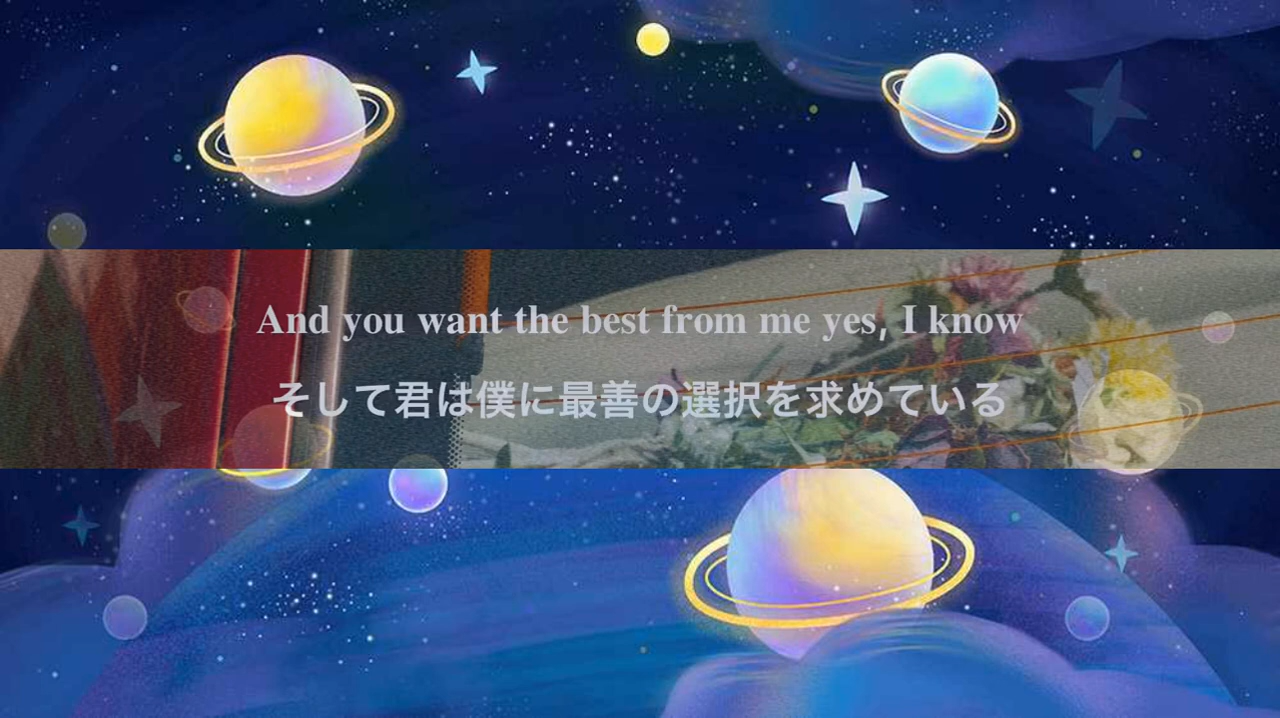 And you want the best from me yes, I know
そして君は僕に最善の選択を求めている